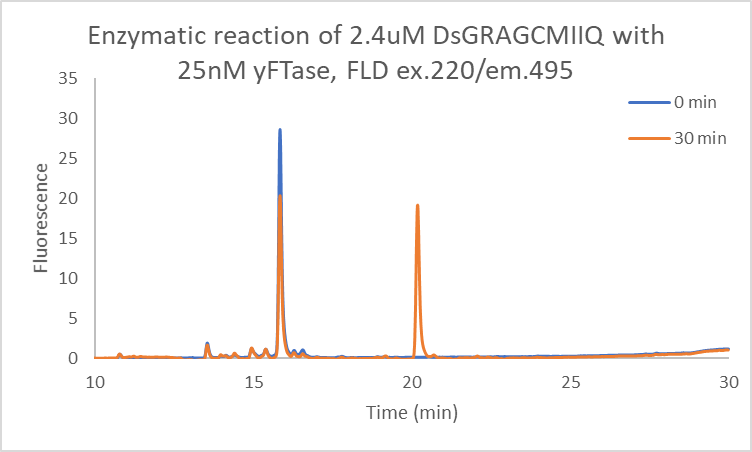 Enzymatic reaction of 2.4uM DsGRAGCMIIQ with
25nM yFTase, FLD ex.220/em.495
35
30
25
20
15
10
5
0
Fluorescence
0 min
30 min
10
15
20
25
30
Time (min)